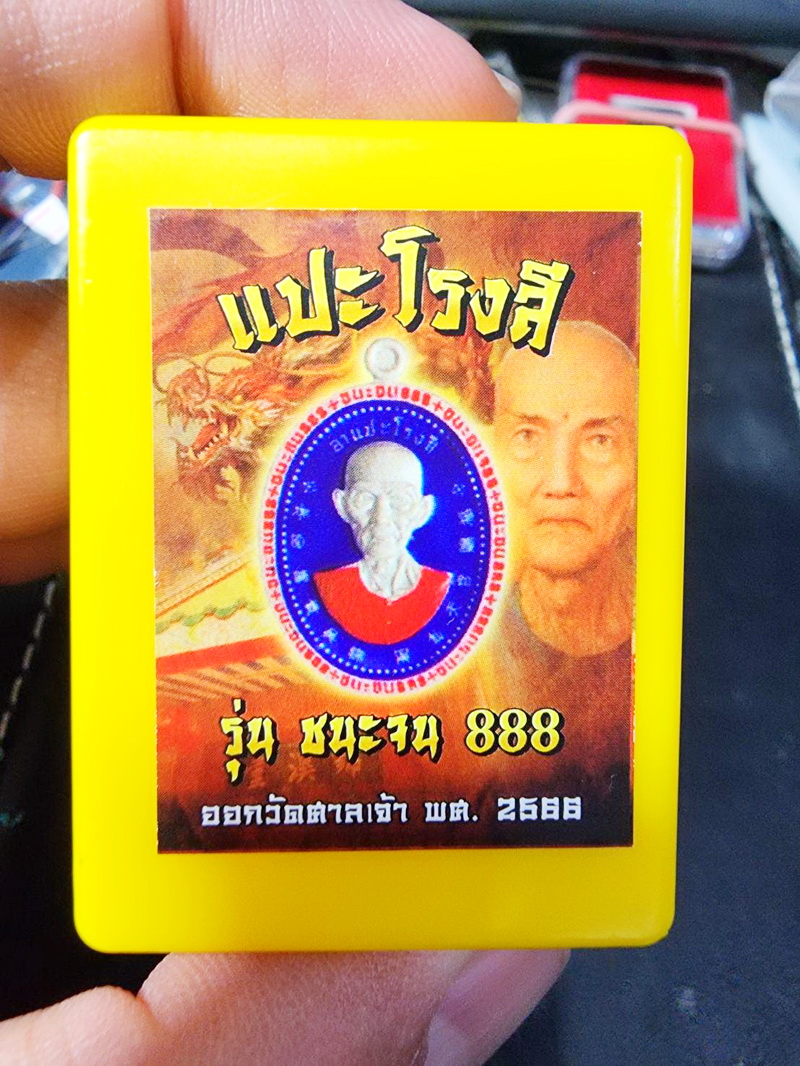 แปะโรงสี
อาแปะโรงสี
รุ่น ชนะจน 888
ออกวัดศาลเจ้า พศ. 2566